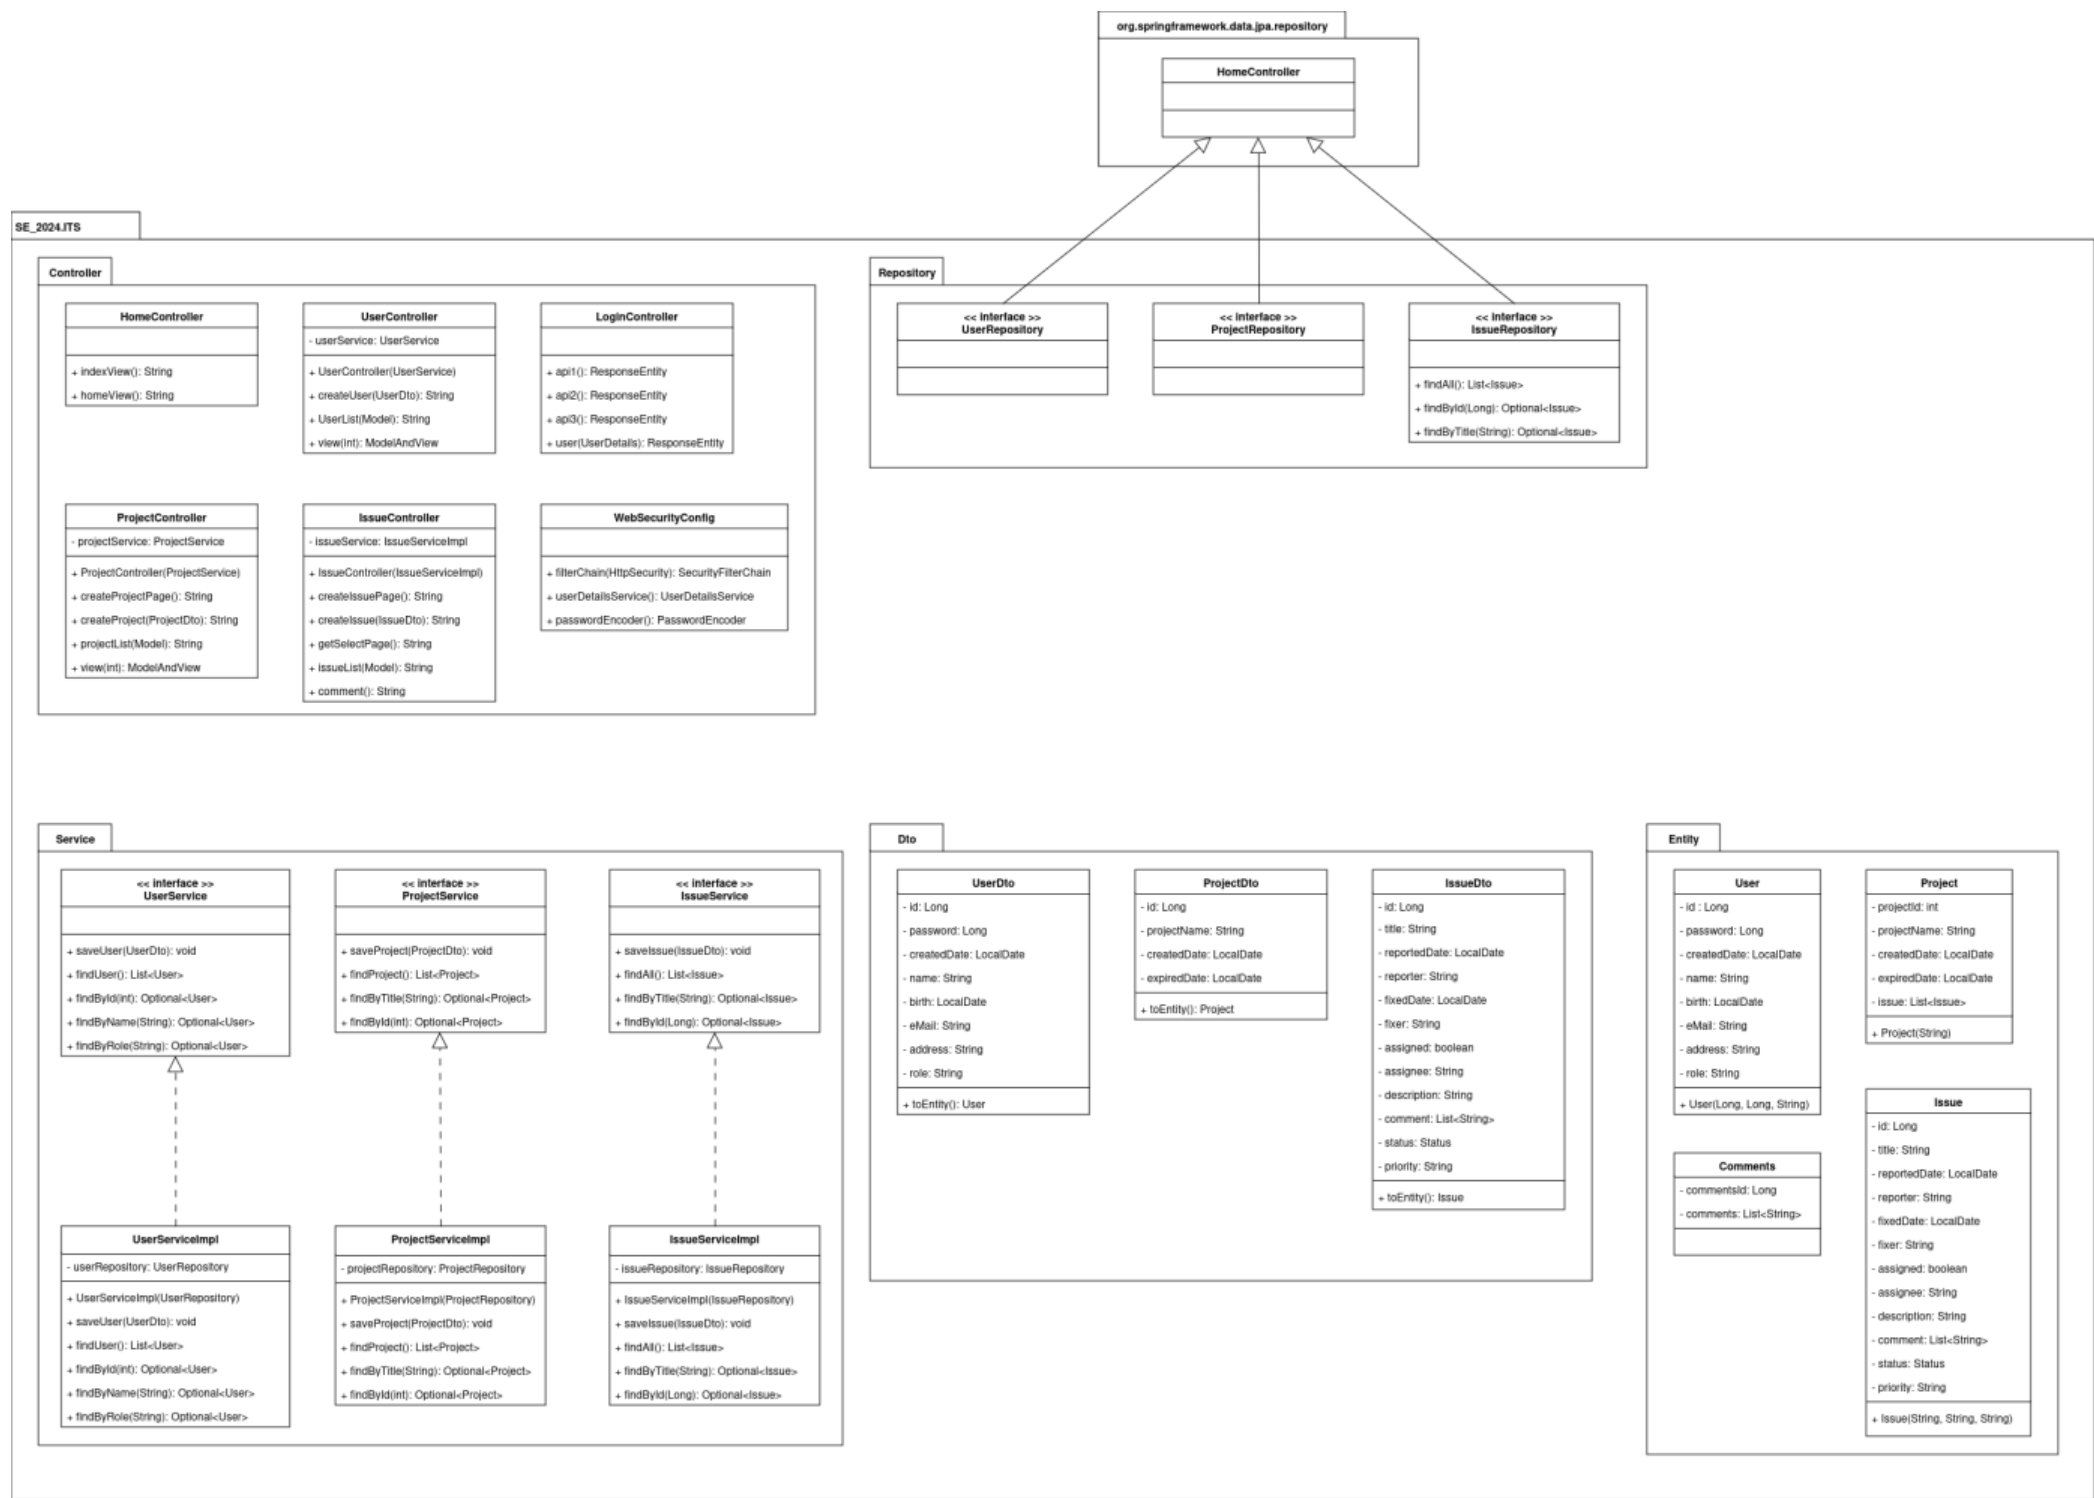 org.springframework.data.jpa.repository
HomeController
SE_2024.ITS
Controller
HomeController
+ indexView(): String
+ homeView(): String
UserController
- userService: UserService
+ UserController(UserService)
+ createUser(UserDto): String
+ UserList(Model): String
+ view(int): ModelAndView
LoginController
+ api1(): ResponseEntity
+ api2(): ResponseEntity
+ api3(): ResponseEntity
+ user(UserDetails): ResponseEntity
ProjectController
- projectService: ProjectService
+ ProjectController(ProjectService)
+ createProjectPage(): String
+ createProject(ProjectDto): String
+ projectList(Model): String
+ view(int): ModelAndView
IssueController
- issueService: IssueServiceImpl
+ IssueController(IssueServiceImpl)
+ createIssuePage(): String
+ createIssue(IssueDto): String
+ getSelectPage(): String
+ issueList(Model): String
+ comment(): String
WebSecurityConfig
+ filterChain(HttpSecurity): SecurityFilterChain
+ userDetailsService(): UserDetailsService
+ passwordEncoder(): PasswordEncoder
Repository
<< interface >>
UserRepository
<< interface >>
ProjectRepository
<< interface >>
IssueRepository
+ findAll(): List<Issue>
+ findById(Long): Optional<Issue>
+ findByTitle(String): Optional<Issue>
Service
<< interface >>
UserService
+ saveUser(UserDto): void
+ findUser(): List<User>
+ findById(int): Optional<User>
+ findByName(String): Optional<User>
+ findByRole(String): Optional<User>
<< interface >>
ProjectService
+ saveProject(ProjectDto): void
+ findProject(): List<Project>
+ findByTitle(String): Optional<Project>
+ findById(int): Optional<Project>
<< interface >>
IssueService
+ saveIssue(IssueDto): void
+ findAll(): List<Issue>
+ findByTitle(String): Optional<Issue>
+ findById(Long): Optional<Issue>
UserServiceImpl
- userRepository: UserRepository
+ UserServiceImpl(UserRepository)
+ saveUser(UserDto): void
+ findUser(): List<User>
+ findById(int): Optional<User>
+ findByName(String): Optional<User>
+ findByRole(String): Optional<User>
ProjectServiceImpl
- projectRepository: ProjectRepository
+ ProjectServiceImpl(ProjectRepository)
+ saveProject(ProjectDto): void
+ findProject(): List<Project>
+ findByTitle(String): Optional<Project>
+ findById(int): Optional<Project>
IssueServiceImpl
- issueRepository: IssueRepository
+ IssueServiceImpl(IssueRepository)
+ saveIssue(IssueDto): void
+ findAll(): List<Issue>
+ findByTitle(String): Optional<Issue>
+ findById(Long): Optional<Issue>
Dto
UserDto
- id: Long
- password: Long
- createdDate: LocalDate
- name: String
- birth: LocalDate
- eMail: String
- address: String
- role: String
+ toEntity(): User
ProjectDto
- id: Long
- projectName: String
- createdDate: LocalDate
- expiredDate: LocalDate
+ toEntity(): Project
IssueDto
- id: Long
- title: String
- reportedDate: LocalDate
- reporter: String
- fixedDate: LocalDate
- fixer: String
- assigned: boolean
- assignee: String
- description: String
- comment: List<String>
- status: Status
- priority: String
+ toEntity(): Issue
Entity
User
- id : Long
- password: Long
- createdDate: LocalDate
- name: String
- birth: LocalDate
- eMail: String
- address: String
- role: String
+ User(Long, Long, String)
Project
- projectId: int
- projectName: String
- createdDate: LocalDate
- expiredDate: LocalDate
- issue: List<Issue>
+ Project(String)
Comments
- commentsId: Long
- comments: List<String>
Issue
- id: Long
- title: String
- reportedDate: LocalDate
- reporter: String
- fixedDate: LocalDate
- fixer: String
- assigned: boolean
- assignee: String
- description: String
- comment: List<String>
- status: Status
- priority: String
+ Issue(String, String, String)